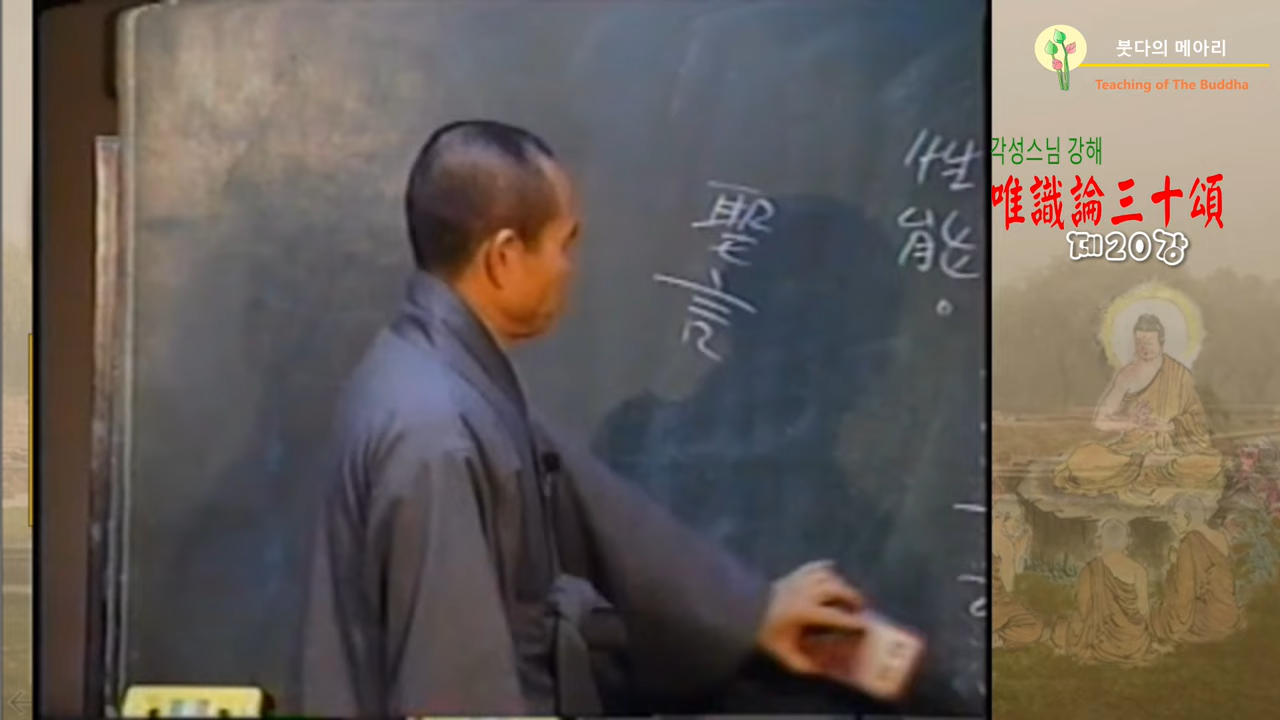 붓다의 메아리
Teaching of The Buddha
각성스님 강해
唯識論三十頌
제20강
性能。
聖言